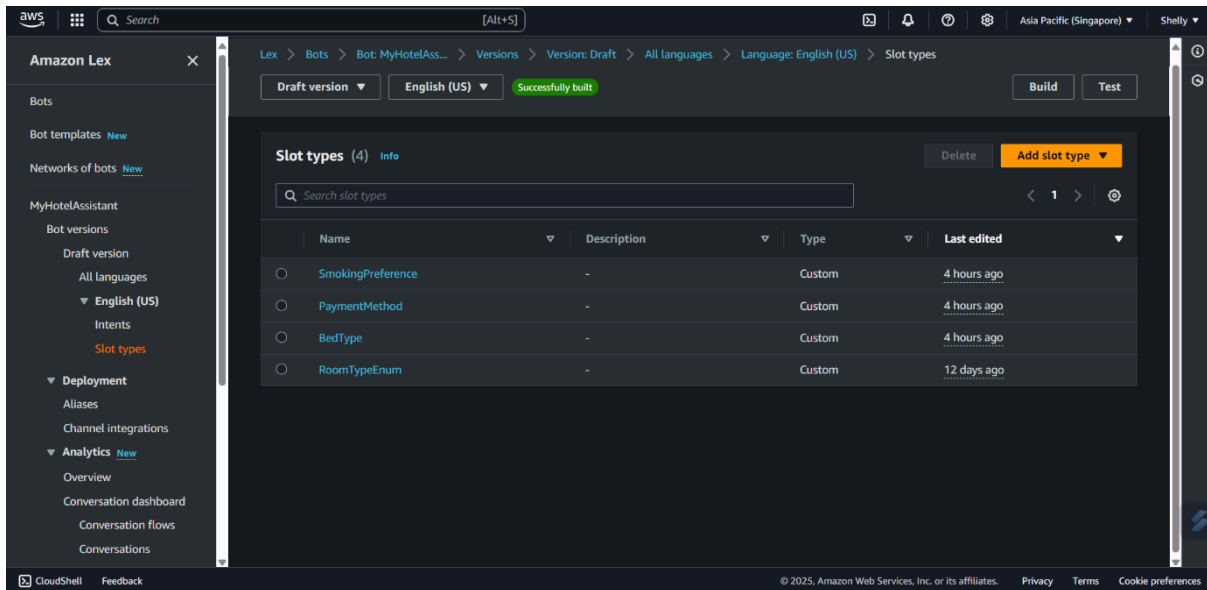 aws
Search [Alt+S]
Asia Pacific (Singapore) Shelly
Amazon Lex
Bots
Bot templates New
Networks of bots New
MyHotelAssistant
Bot versions
Draft version
All languages
English (US)
Intents
Slot types
Deployment
Aliases
Channel integrations
Analytics New
Overview
Conversation dashboard
Conversation flows
Conversations
Lex > Bots > Bot: MyHotelAss... > Versions > Version: Draft > All languages > Language: English (US) > Slot types
Draft version English (US) Successfully built Build Test
Slot types (4) Info Delete Add slot type
Search slot types 1
Name Description Type Last edited
SmokingPreference - Custom 4 hours ago
PaymentMethod - Custom 4 hours ago
BedType - Custom 4 hours ago
RoomTypeEnum - Custom 12 days ago
CloudShell Feedback © 2025, Amazon Web Services, Inc. or its affiliates. Privacy Terms Cookie preferences